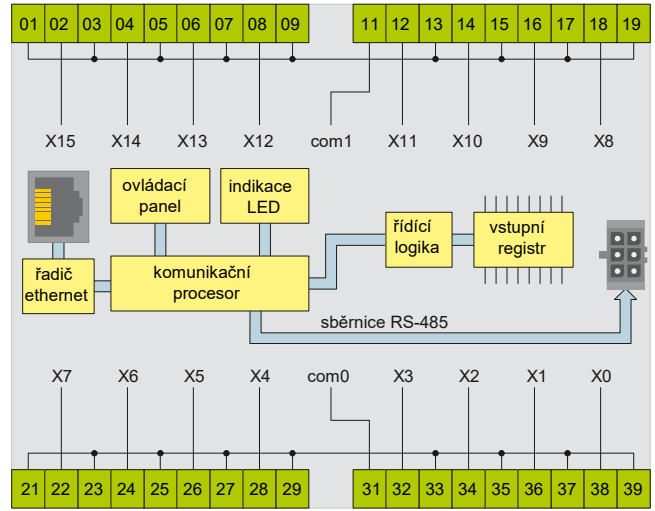 01 02 03 04 05 06 07 08 09 11 12 13 14 15 16 17 18 19
X15 X14 X13 X12 com1 X11 X10 X9 X8
ovládací
panel
indikace
LED
řídící
logika
vstupní
registr
řadič
ethernet
komunikační
procesor
sběrnice RS-485
X7 X6 X5 X4 com0 X3 X2 X1 X0
21 22 23 24 25 26 27 28 29 31 32 33 34 35 36 37 38 39